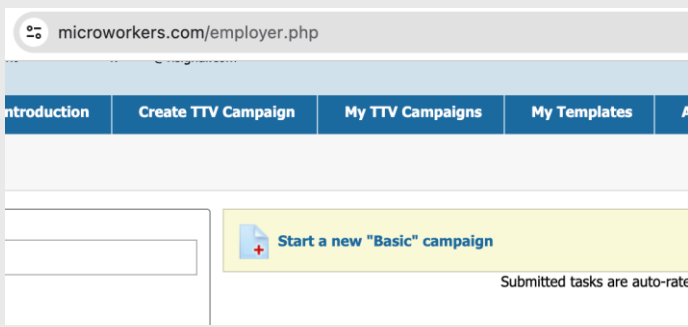 microworkers.com/employer.php
ntroduction Create TTV Campaign My TTV Campaigns My Templates A
Start a new "Basic" campaign
Submitted tasks are auto-rate